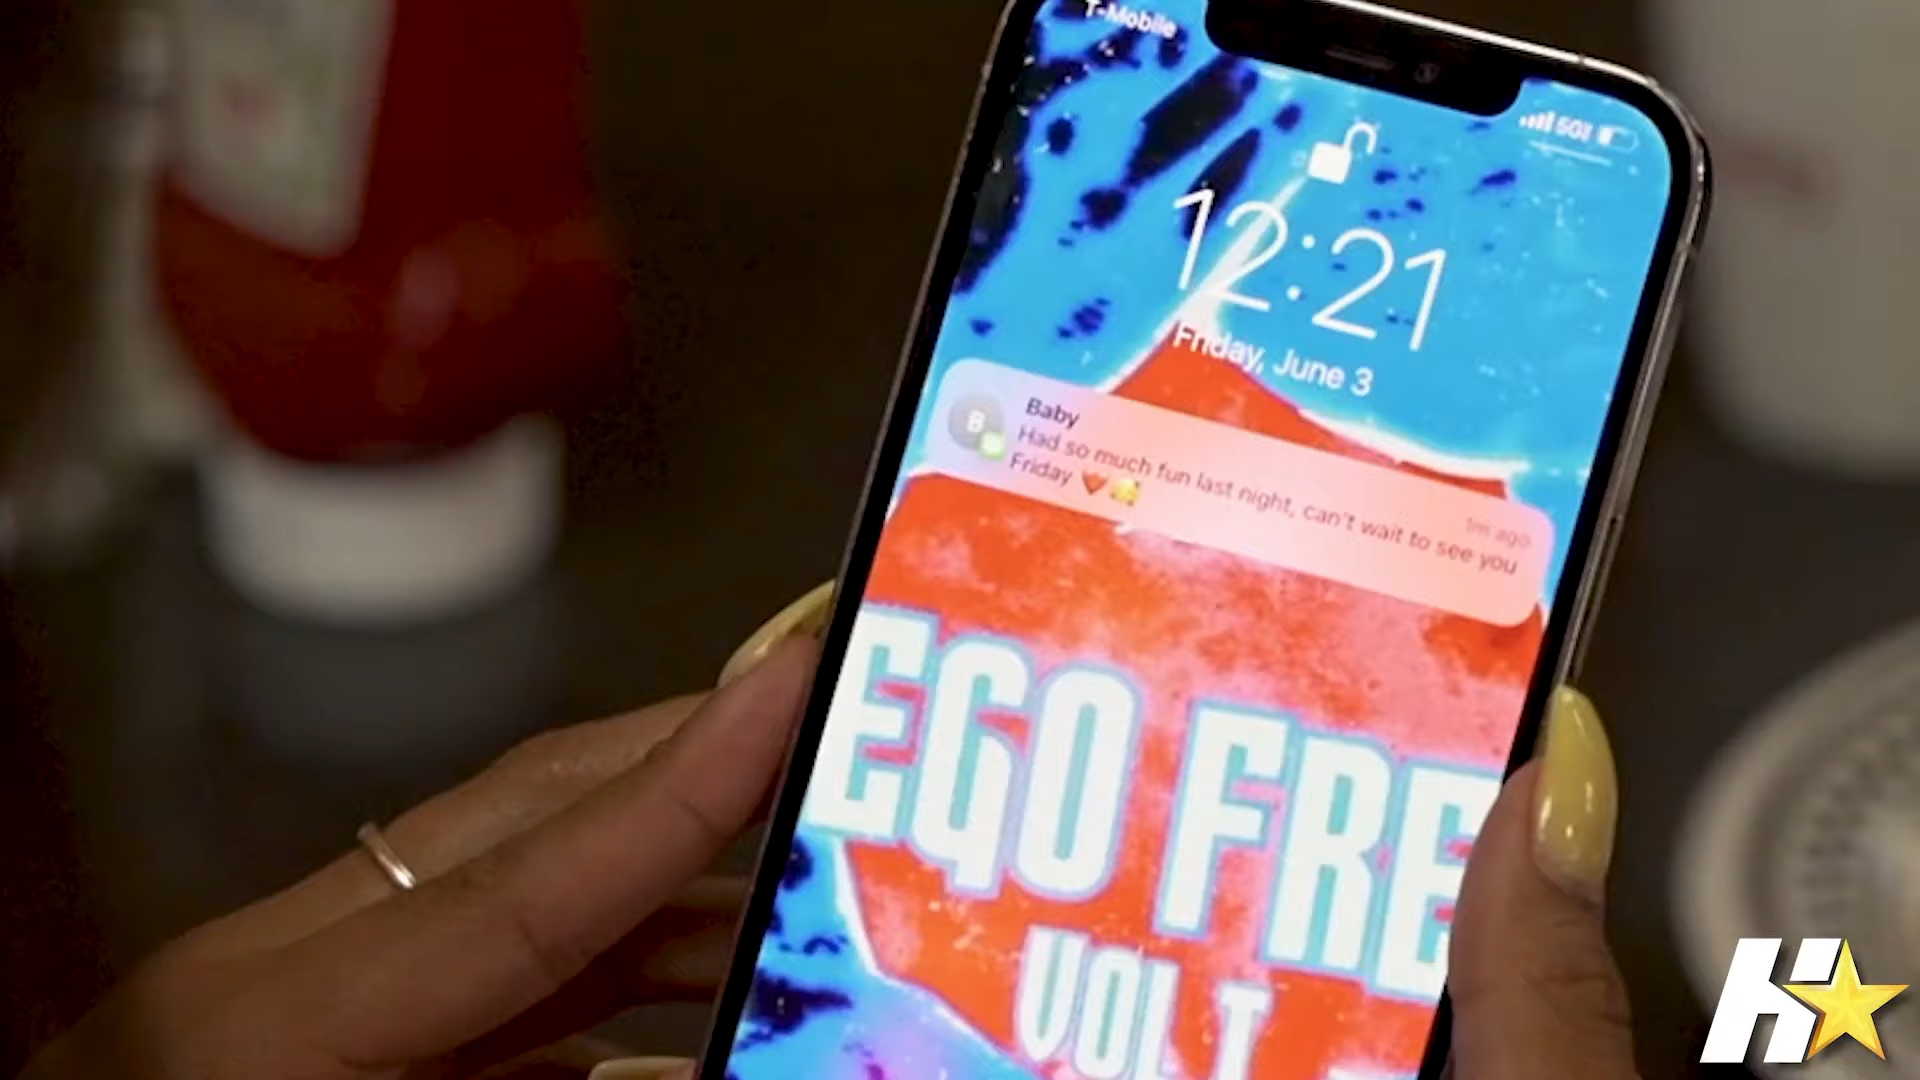 T-Mobile
50%
12:21
Friday, June 3
B
Baby
1m ago
Had so much fun last night, can't wait to see you
Friday ❤️🥰
EGO FRE
VOL I
H